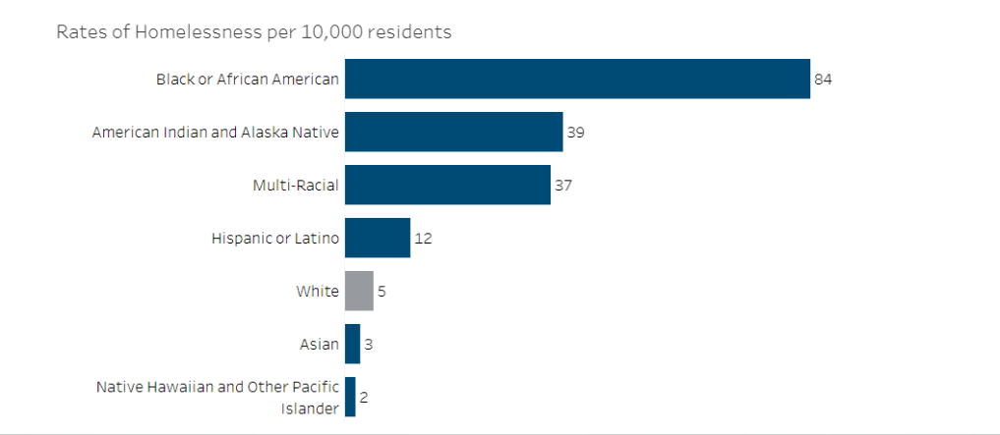 Rates of Homelessness per 10,000 residents
Black or African American 84
American Indian and Alaska Native 39
Multi-Racial 37
Hispanic or Latino 12
White 5
Asian 3
Native Hawaiian and Other Pacific
Islander 2